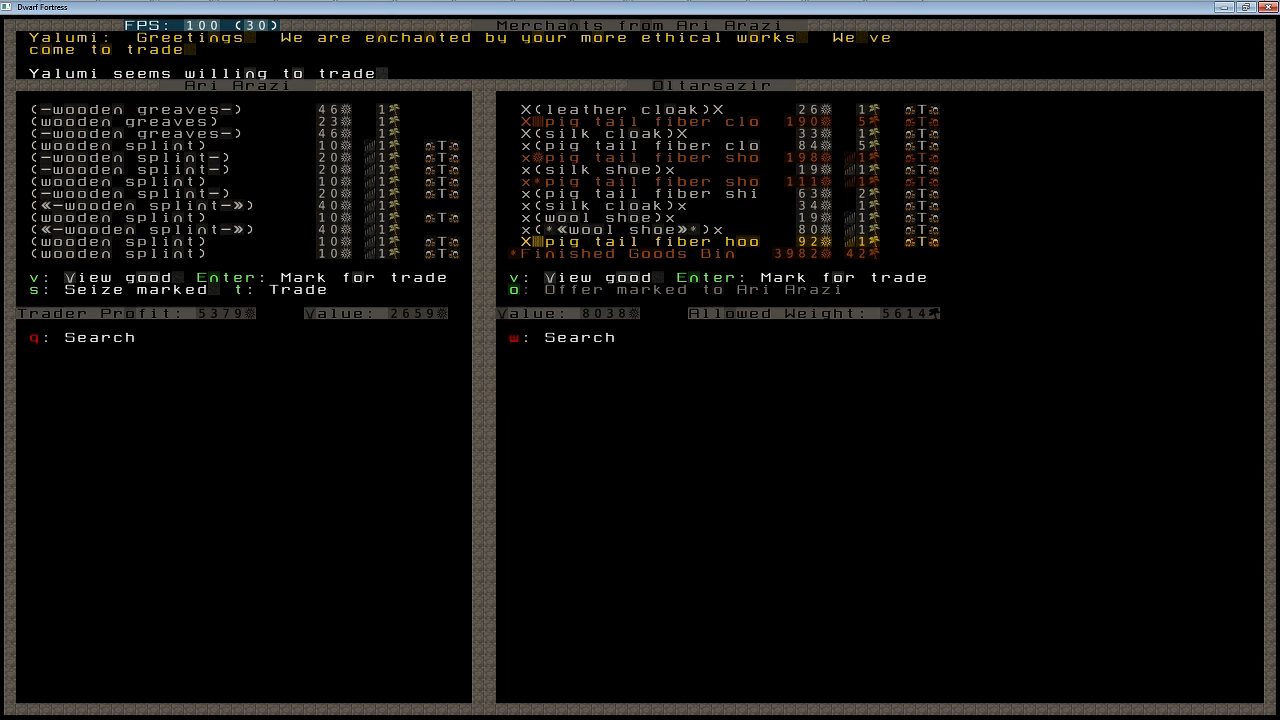 Dwarf Fortress
FPS: 100 (30)
Merchants from Ari Arazi
Yalumi: Greetings. We are enchanted by your more ethical works. We've
come to trade.
Yalumi seems willing to trade.
Ari Arazi
(-wooden greaves-) 46☼ 1
(wooden greaves) 23☼ 1
(-wooden greaves-) 46☼ 1
(wooden splint) 10☼ 1 T
(-wooden splint-) 20☼ 1 T
(-wooden splint-) 20☼ 1 T
(wooden splint) 10☼ 1 T
(-wooden splint-) 20☼ 1 T
(«-wooden splint-») 40☼ 1
(wooden splint) 10☼ 1 T
(«-wooden splint-») 40☼ 1
(wooden splint) 10☼ 1 T
(wooden splint) 10☼ 1 T
v: View good, Enter: Mark for trade
s: Seize marked, t: Trade
Trader Profit: 5379☼ Value: 2659☼
q: Search
Oltarsazir
X(leather cloak)X 26☼ 1 T
X≡pig tail fiber clo 190☼ 5 T
X(silk cloak)X 33☼ 1 T
X(pig tail fiber clo 84☼ 5 T
x☼pig tail fiber sho 198☼ 1 T
x(silk shoe)x 19☼ 1 T
x*pig tail fiber sho 111☼ 1 T
x(pig tail fiber shi 63☼ 2 T
x(silk cloak)x 34☼ 1 T
x(wool shoe)x 19☼ 1 T
x(*«wool shoe»*)x 80☼ 1 T
X≡pig tail fiber hoo 92☼ 1 T
*Finished Goods Bin 3982☼ 42
v: View good, Enter: Mark for trade
o: Offer marked to Ari Arazi
Value: 8038☼ Allowed Weight: 5614
w: Search